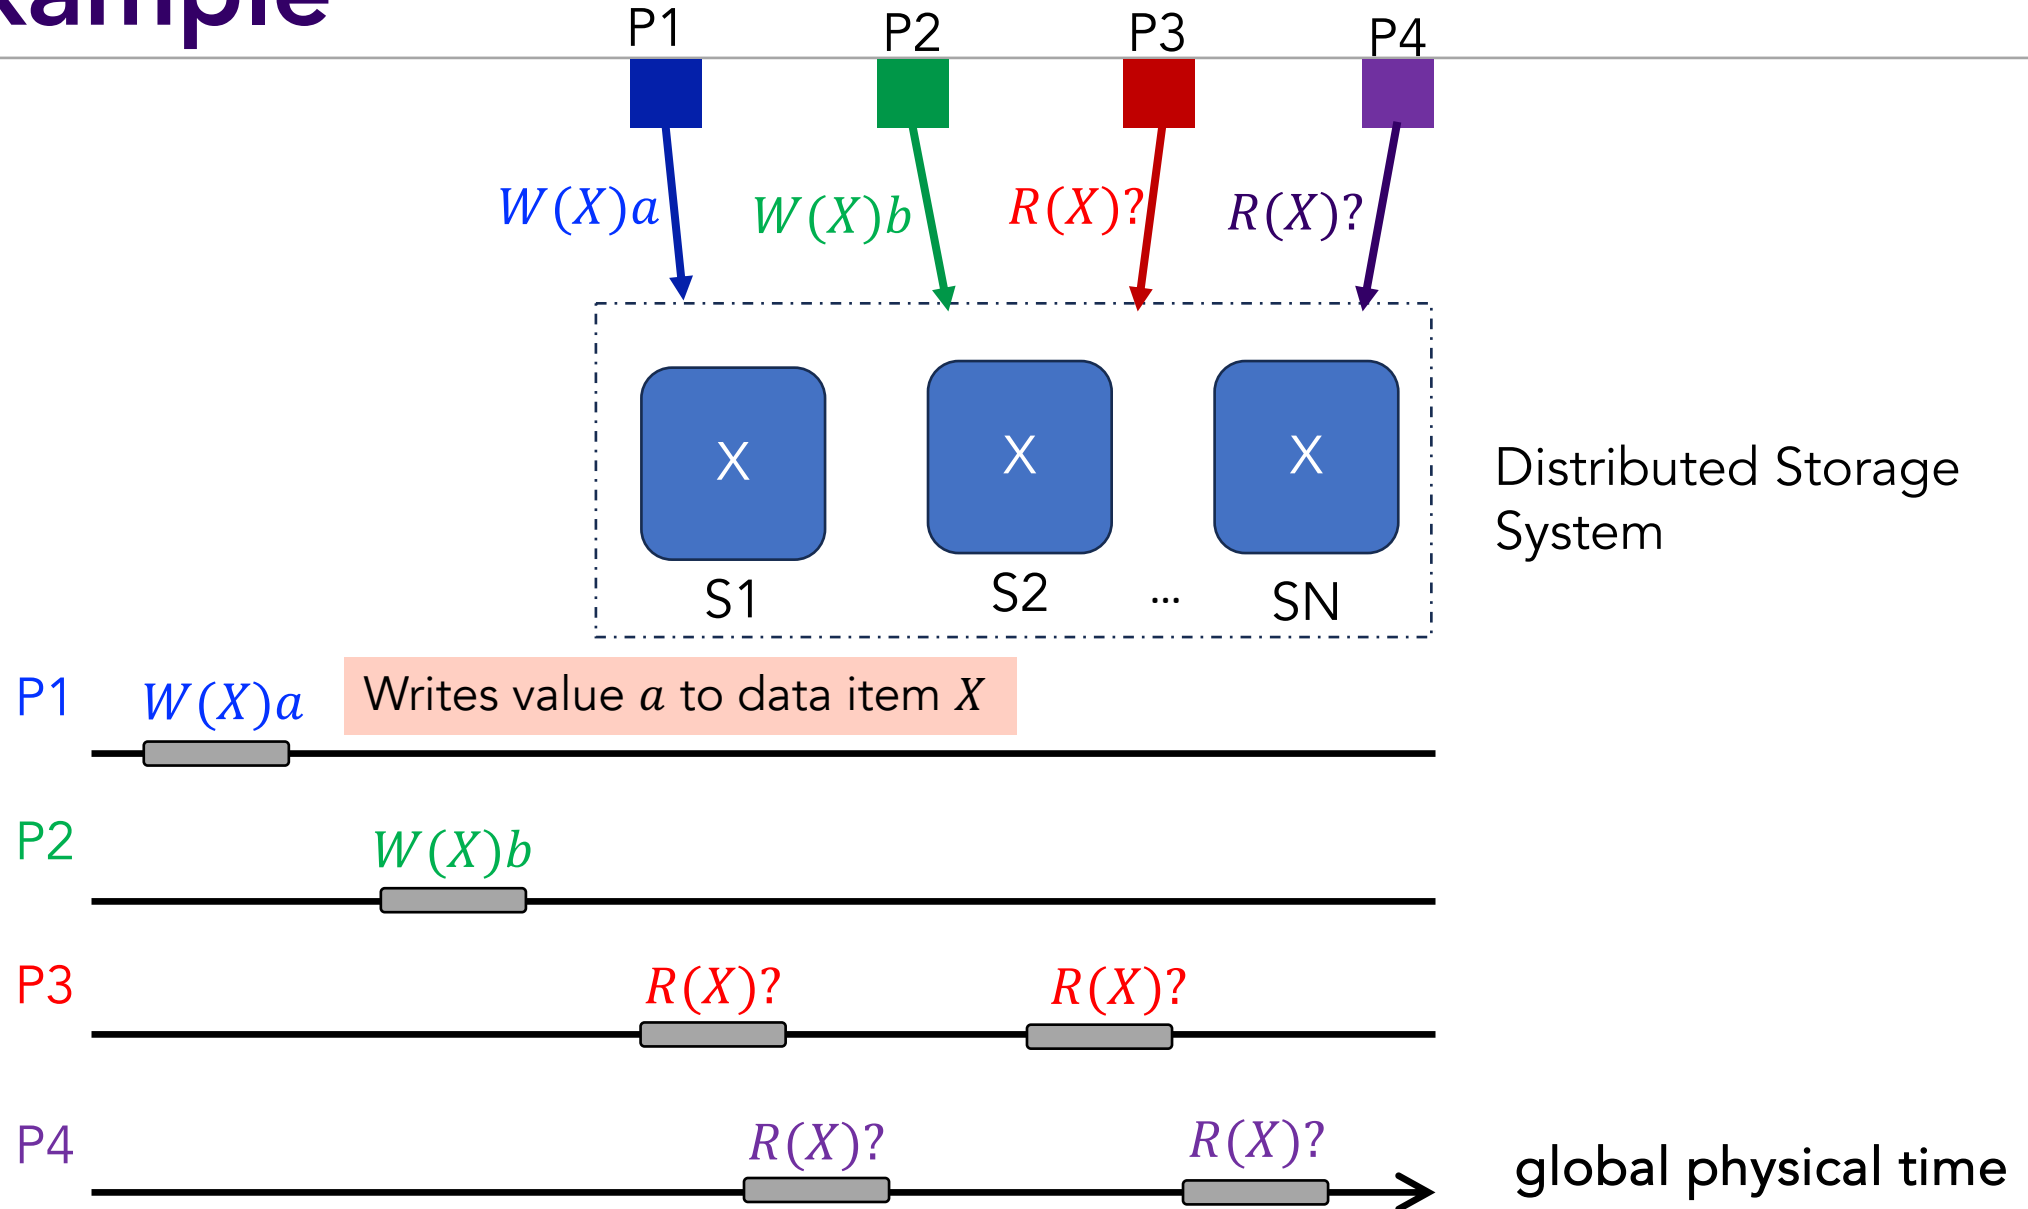 P1 P2 P3 P4
W(X)a W(X)b R(X)? R(X)?
X X X
S1 S2 ... SN
Distributed Storage
System
P1 W(X)a Writes value a to data item X
P2 W(X)b
P3 R(X)? R(X)?
P4 R(X)? R(X)?
global physical time